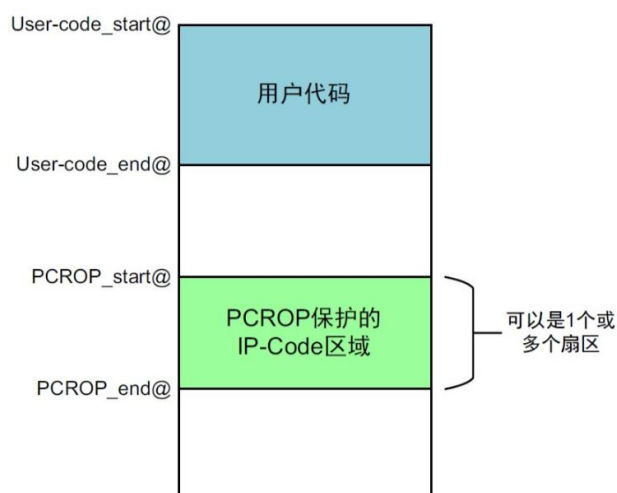 User-code_start@
用户代码
User-code_end@
PCROP_start@
PCROP保护的
IP-Code区域
可以是1个或
多个扇区
PCROP_end@